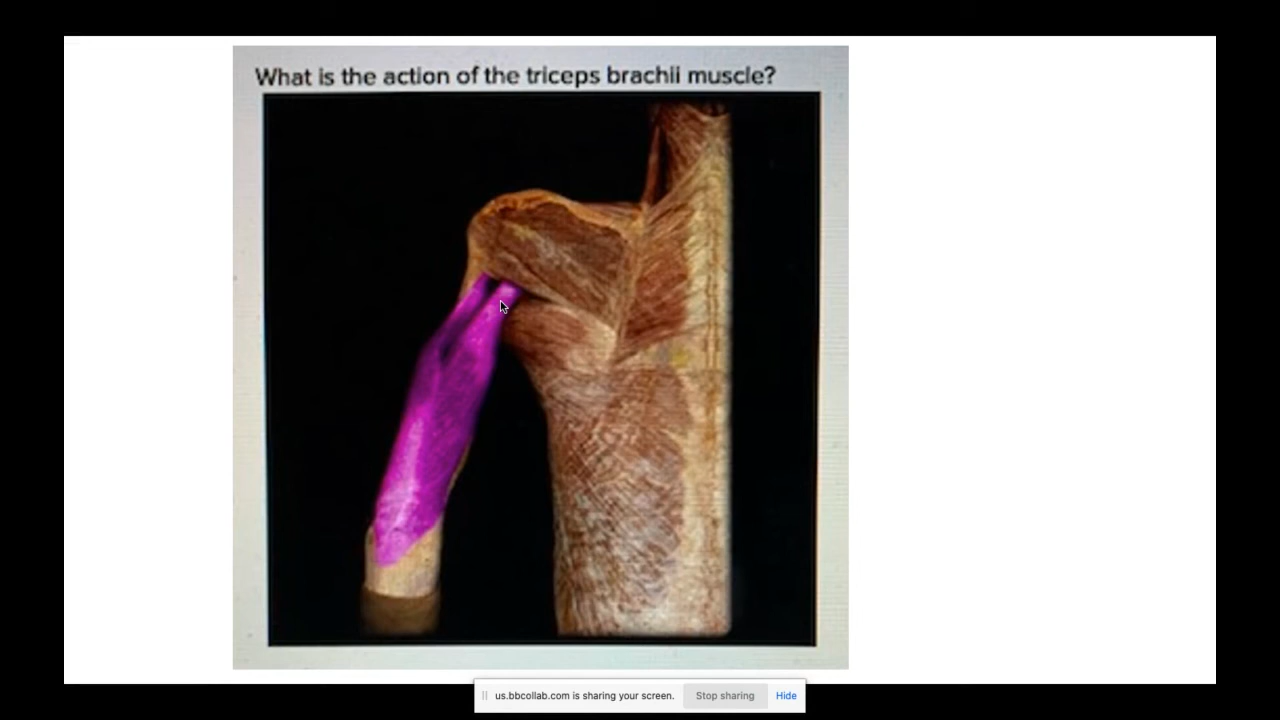 What is the action of the triceps brachii muscle?
us.bbcollab.com is sharing your screen. Stop sharing Hide